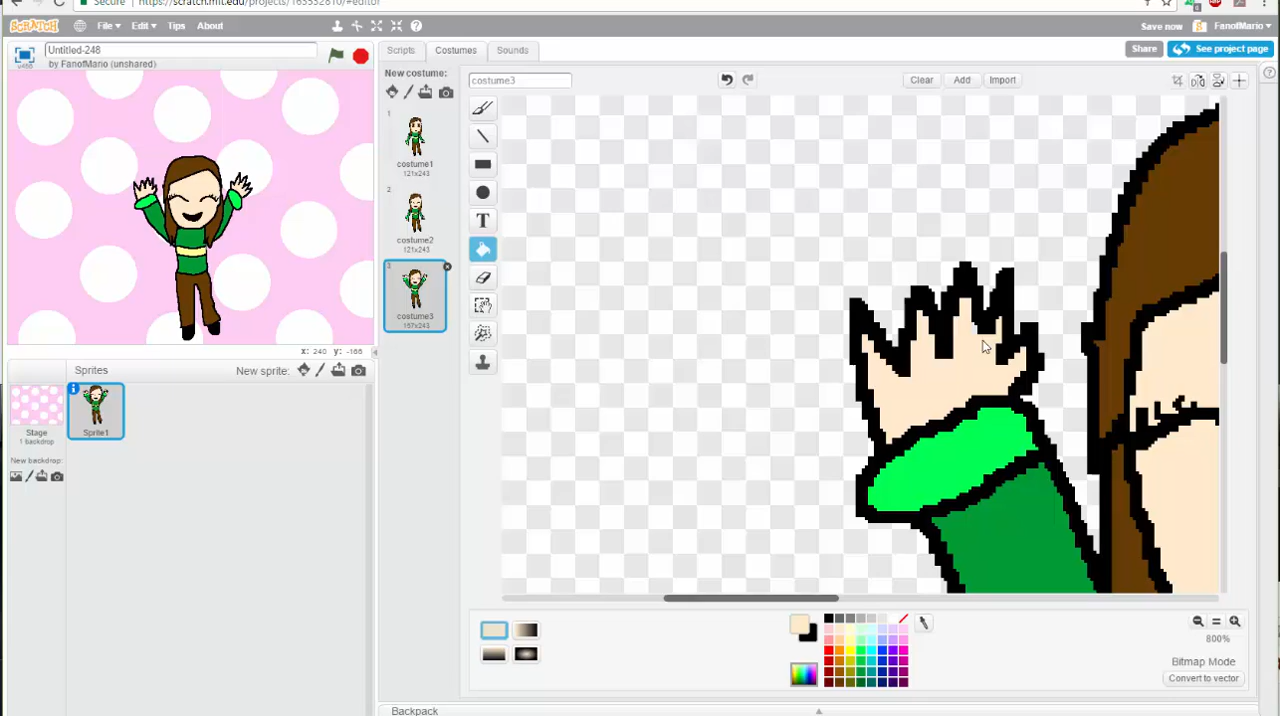 Secure https://scratch.mit.edu/projects/163532810/#editor
SCRATCH File Edit Tips About Save now FanofMario
Untitled-248
by FanofMario (unshared)
v456
Scripts Costumes Sounds
Share See project page
New costume:
costume3
Clear Add Import
1
costume1
121x243
2
costume2
121x243
3
costume3
167x243
T
x: 240 y: -166
Sprites New sprite:
Stage
1 backdrop
Sprite1
New backdrop:
800%
Bitmap Mode
Convert to vector
Backpack